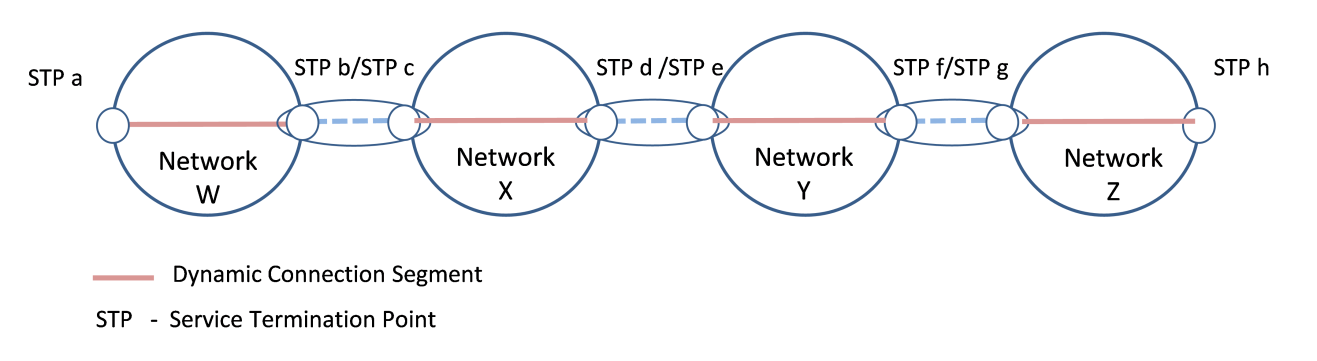 STP a
STP b/STP c
STP d /STP e
STP f/STP g
STP h
Network
W
Network
X
Network
Y
Network
Z
Dynamic Connection Segment
STP - Service Termination Point